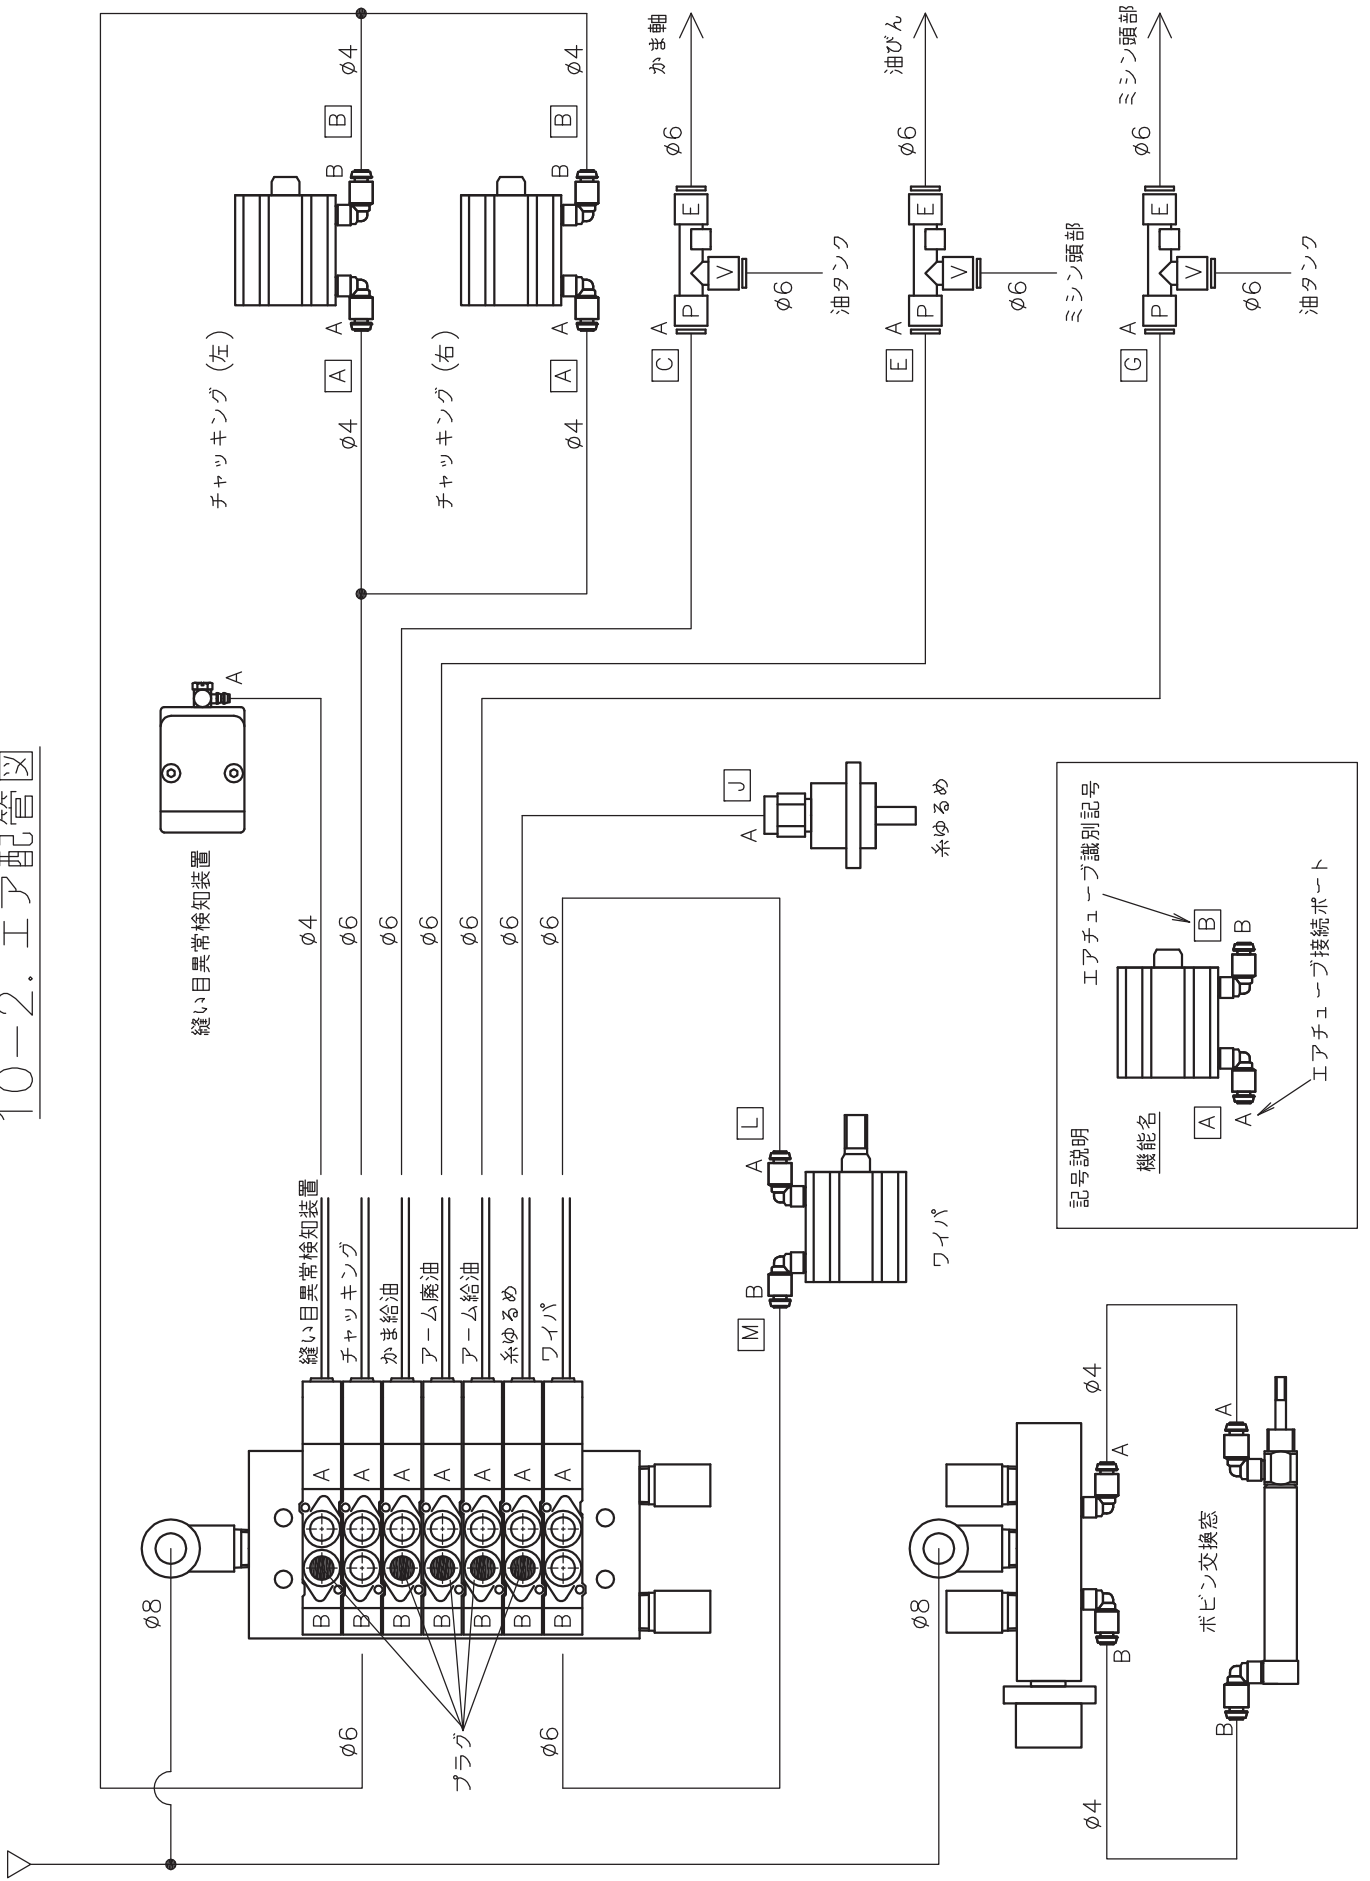 10-2. エア配管図
縫い目異常検知装置
A
チャッキング (左)
A
A
B
B
φ4
φ4
チャッキング (右)
A
A
B
B
φ4
φ4
かま軸
φ6
E
P
V
A
C
φ6
油タンク
油びん
φ6
E
P
V
A
E
φ6
ミシン頭部
ミシン頭部
φ6
E
P
V
A
G
φ6
油タンク
φ4
φ6
φ6
φ6
φ6
φ6
φ6
縫い目異常検知装置
チャッキング
かま給油
アーム廃油
アーム給油
糸ゆるめ
ワイパ
A
A
A
A
A
A
A
B
B
B
B
B
B
B
φ8
φ6
プラグ
φ6
J
A
糸ゆるめ
L
A
B
M
ワイパ
φ8
A
B
φ4
φ4
ボビン交換窓
A
B
記号説明
機能名
エアチューブ識別記号
A
A
B
B
エアチューブ接続ポート